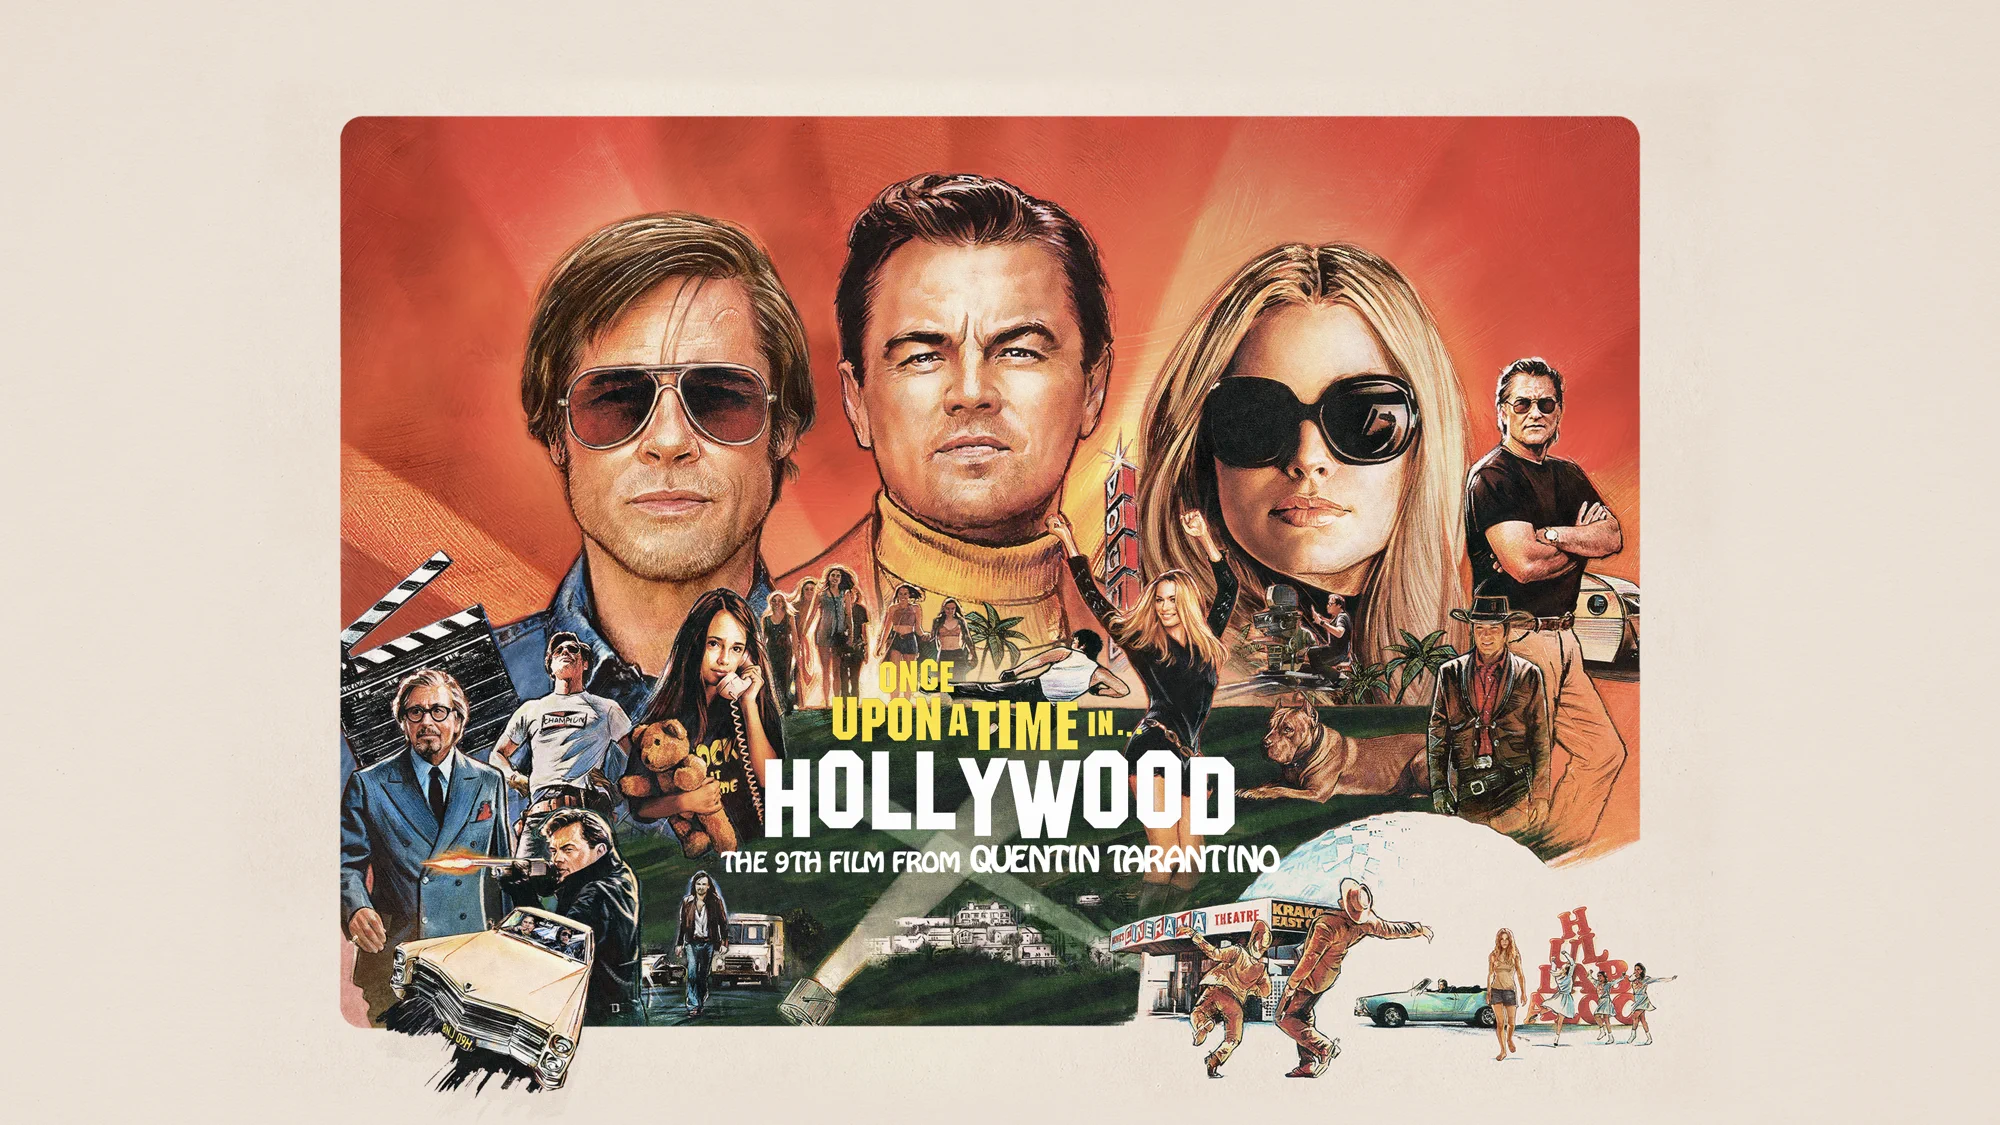 ONCE
UPON A TIME IN...
HOLLYWOOD
THE 9TH FILM FROM QUENTIN TARANTINO
CHAMPION
CINERAMA THEATRE